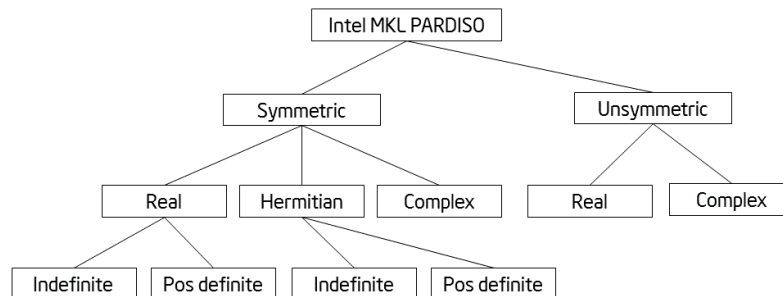 Intel MKL PARDISO
Symmetric
Unsymmetric
Real
Hermitian
Complex
Real
Complex
Indefinite
Pos definite
Indefinite
Pos definite